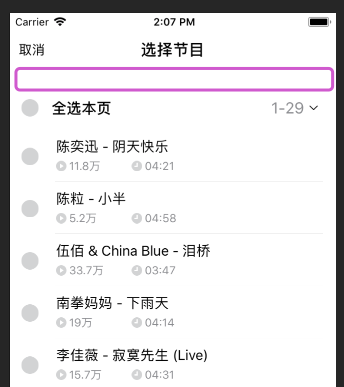 Carrier 2:07 PM
取消 选择节目
全选本页 1-29
陈奕迅 - 阴天快乐
11.8万 04:21
陈粒 - 小半
5.2万 04:58
伍佰 & China Blue - 泪桥
33.7万 03:47
南拳妈妈 - 下雨天
19万 04:14
李佳薇 - 寂寞先生 (Live)
15.7万 04:31